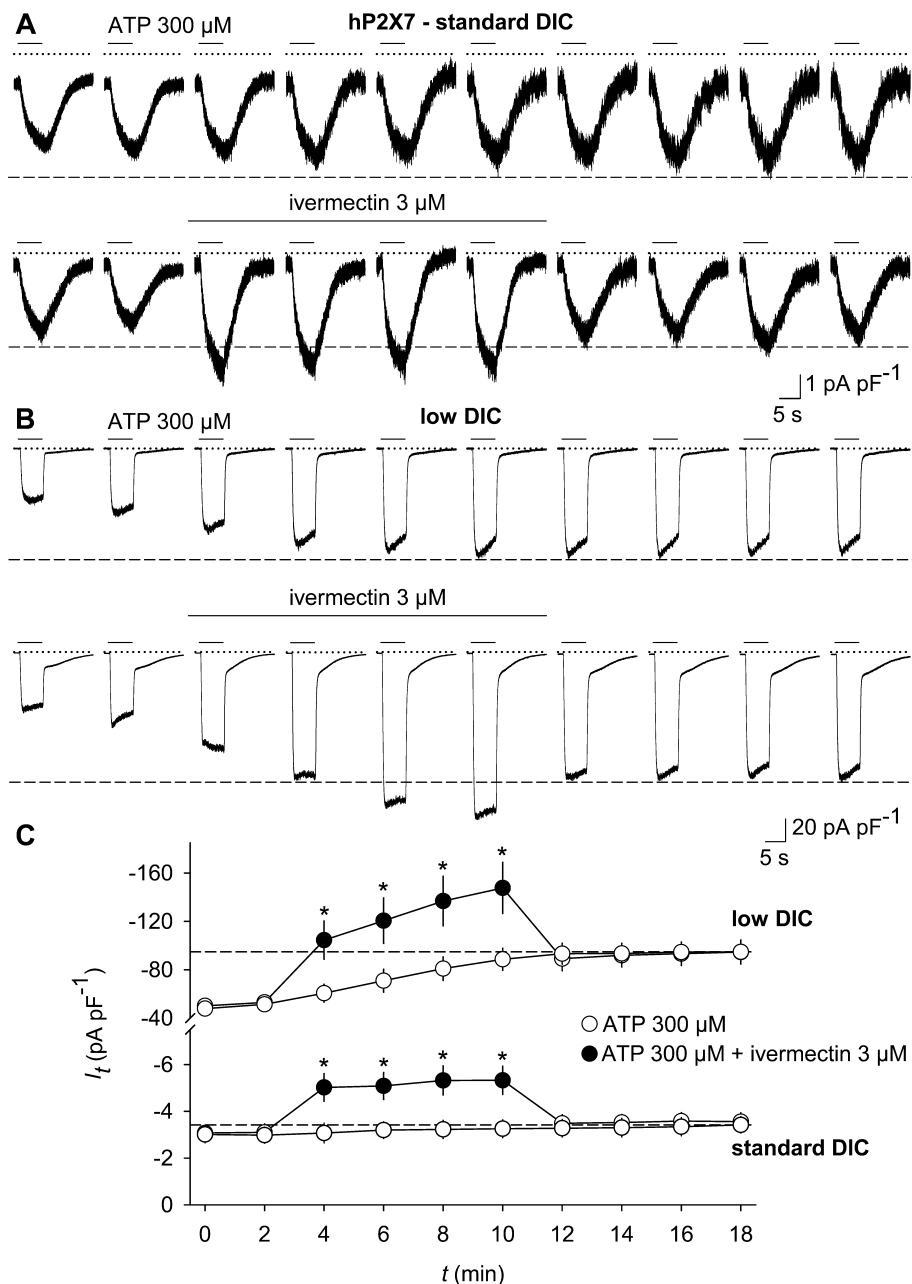 A
ATP 300 µM
hP2X7 - standard DIC
ivermectin 3 µM
1 pA pF-1
5 s
B
ATP 300 µM
low DIC
ivermectin 3 µM
20 pA pF-1
5 s
C
-160
-120
-80
-40
-6
-4
-2
0
It (pA pF-1)
* * * *
low DIC
ATP 300 µM
ATP 300 µM + ivermectin 3 µM
* * * *
standard DIC
0 2 4 6 8 10 12 14 16 18
t (min)